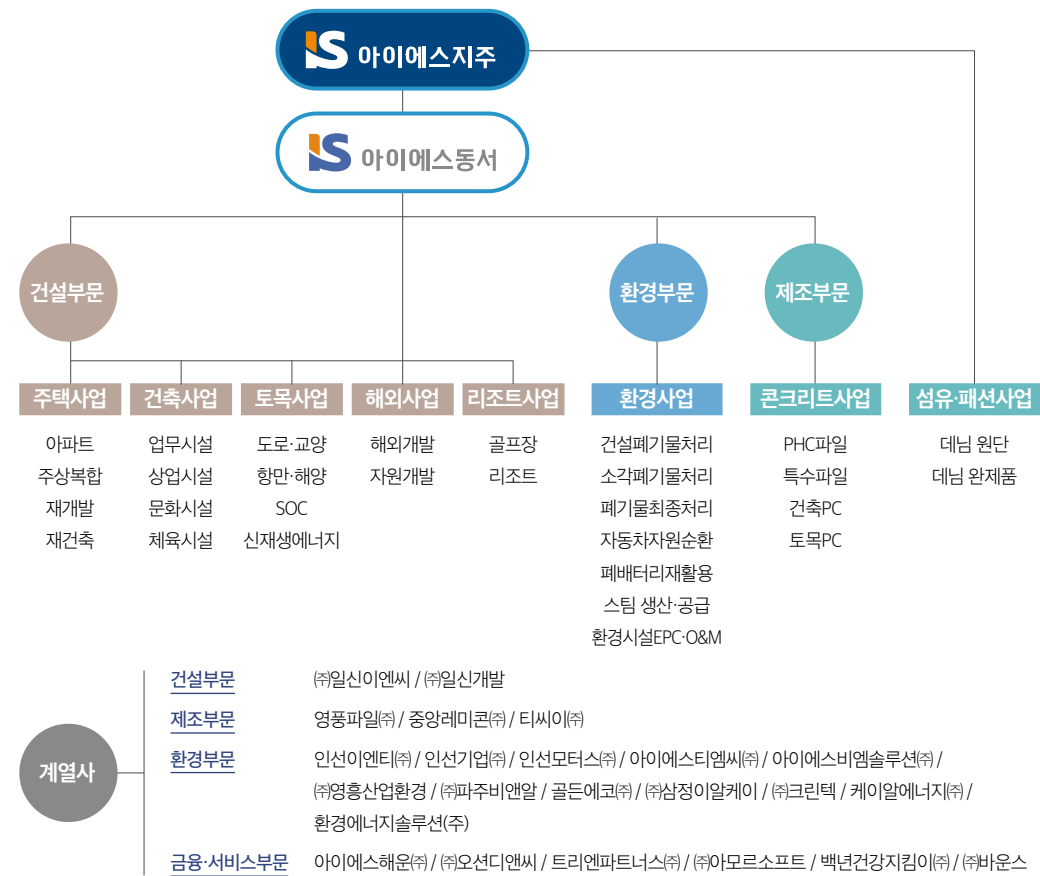 IS 아이에스지주
IS 아이에스동서
건설부문
환경부문
제조부문
주택사업
아파트
주상복합
재개발
재건축
건축사업
업무시설
상업시설
문화시설
체육시설
토목사업
도로·교양
항만·해양
SOC
신재생에너지
해외사업
해외개발
자원개발
리조트사업
골프장
리조트
환경사업
건설폐기물처리
소각폐기물처리
폐기물최종처리
자동차자원순환
폐배터리재활용
스팀 생산·공급
환경시설EPC·O&M
콘크리트사업
PHC파일
특수파일
건축PC
토목PC
섬유·패션사업
데님 원단
데님 완제품
계열사
건설부문 ㈜일신이엔씨 / ㈜일신개발
제조부문 영풍파일㈜ / 중앙레미콘㈜ / 티씨이㈜
환경부문 인선이엔티㈜ / 인선기업㈜ / 인선모터스㈜ / 아이에스티엠씨㈜ / 아이에스비엠솔루션㈜ /
㈜영흥산업환경 / ㈜파주비앤알 / 골든에코㈜ / ㈜삼정이알케이 / ㈜크린텍 / 케이알에너지㈜ /
환경에너지솔루션(주)
금융·서비스부문 아이에스해운㈜ / ㈜오션디앤씨 / 트리엔파트너스㈜ / ㈜아모르소프트 / 백년건강지킴이㈜ / ㈜바운스